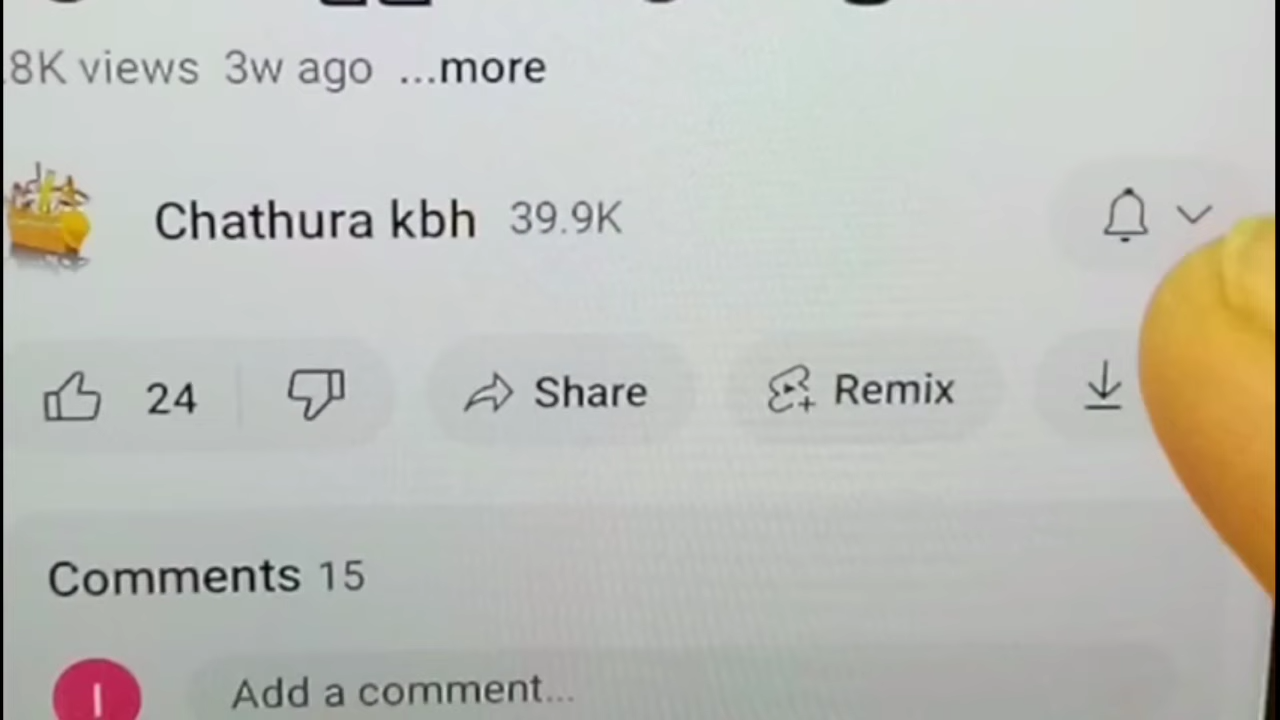 .8K views 3w ago ...more
Chathura kbh 39.9K
24 Share Remix
Comments 15
I Add a comment...